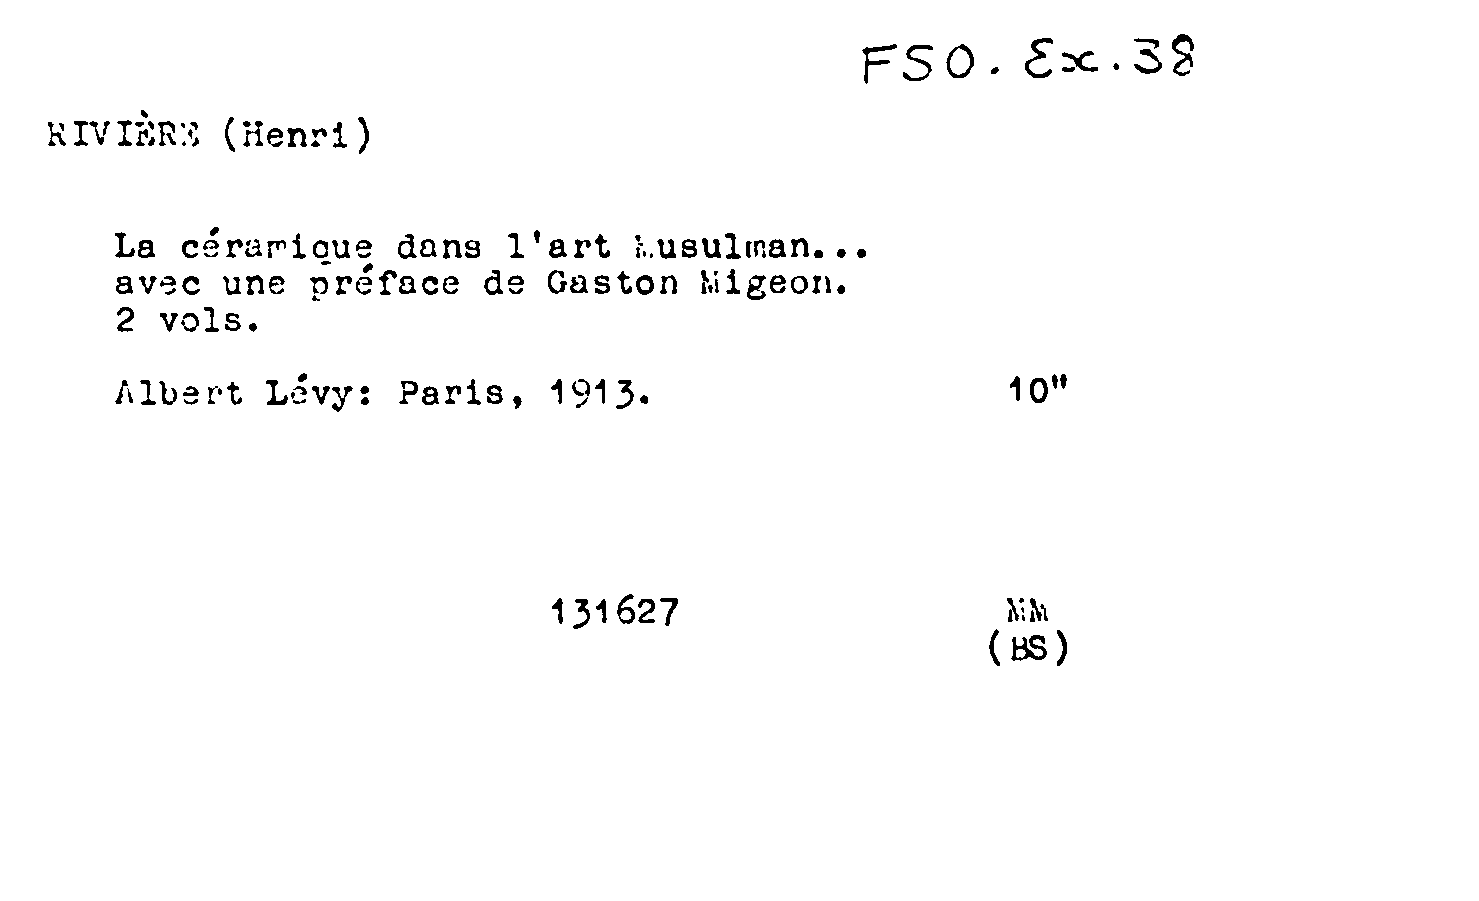 FSO. Ex. 38
RIVIÈRE (Henri)
La céramique dans l'art Musulman...
avec une préface de Gaston Migeon.
2 vols.
Albert Lévy: Paris, 1913. 10"
131627 MM
(BS)